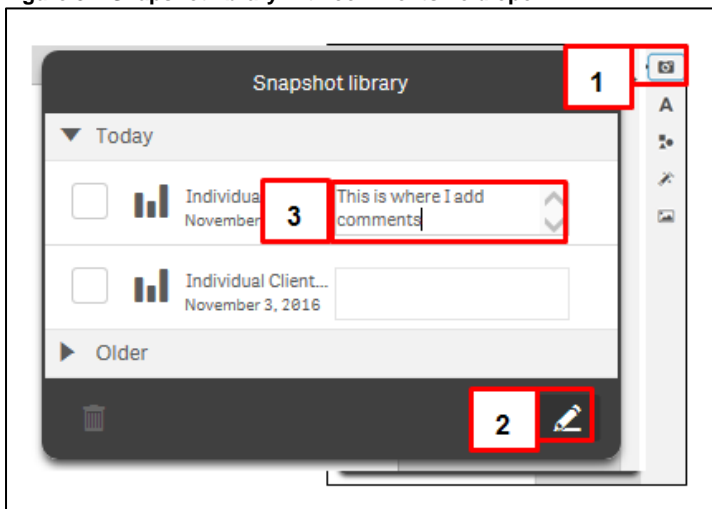 Snapshot library
1
A
Today
Individua
November
3
This is where I add
comments
Individual Client...
November 3, 2016
Older
2